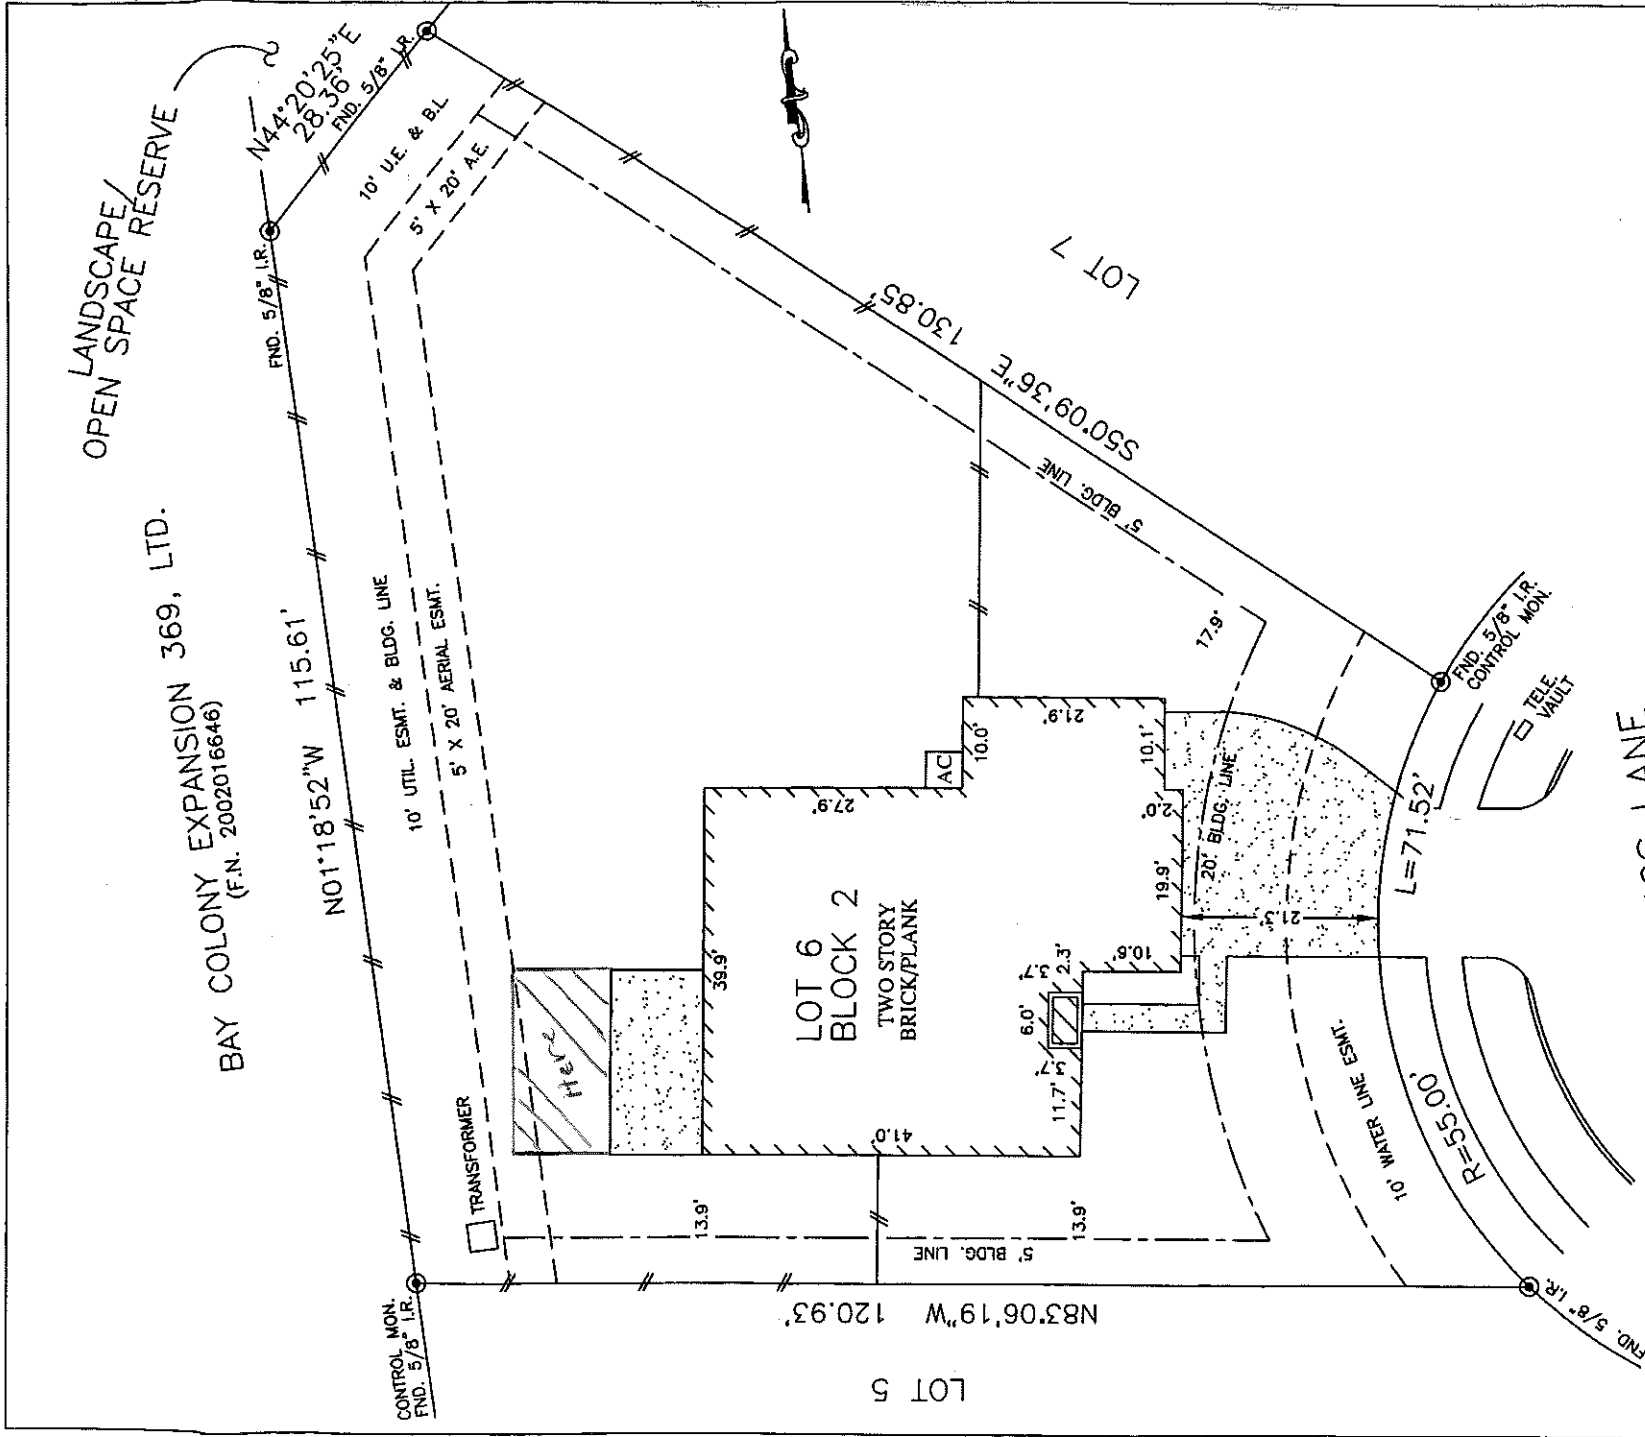 LANDSCAPE/
OPEN SPACE RESERVE
N44°20'25"E
28.36'
FND. 5/8" I.R.
FND. 5/8" I.R.
10' U.E. & B.L.
5' X 20' A.E.
BAY COLONY EXPANSION 369, LTD.
(F.N. 2002016646)
N01°18'52"W 115.61'
10' UTIL. ESMT. & BLDG. LINE
5' X 20' AERIAL ESMT.
LOT 7
S50°09'36"E 130.85'
5' BLDG. LINE
17.9'
FND. 5/8" I.R.
CONTROL MON.
TELE.
VAULT
AC
10.0'
21.9'
27.9'
10.1'
2.0'
20' BLDG. LINE
19.9'
L=71.52'
21.3'
LOT 6
BLOCK 2
TWO STORY
BRICK/PLANK
39.9'
Here
10.6'
3.7'
2.3'
6.0'
3.7'
11.7'
41.0'
TRANSFORMER
13.9'
13.9'
5' BLDG. LINE
10' WATER LINE ESMT.
R=55.00'
CONTROL MON.
FND. 5/8" I.R.
N83°06'19"W 120.93'
LOT 5
FND. 5/8" I.R.
LANE